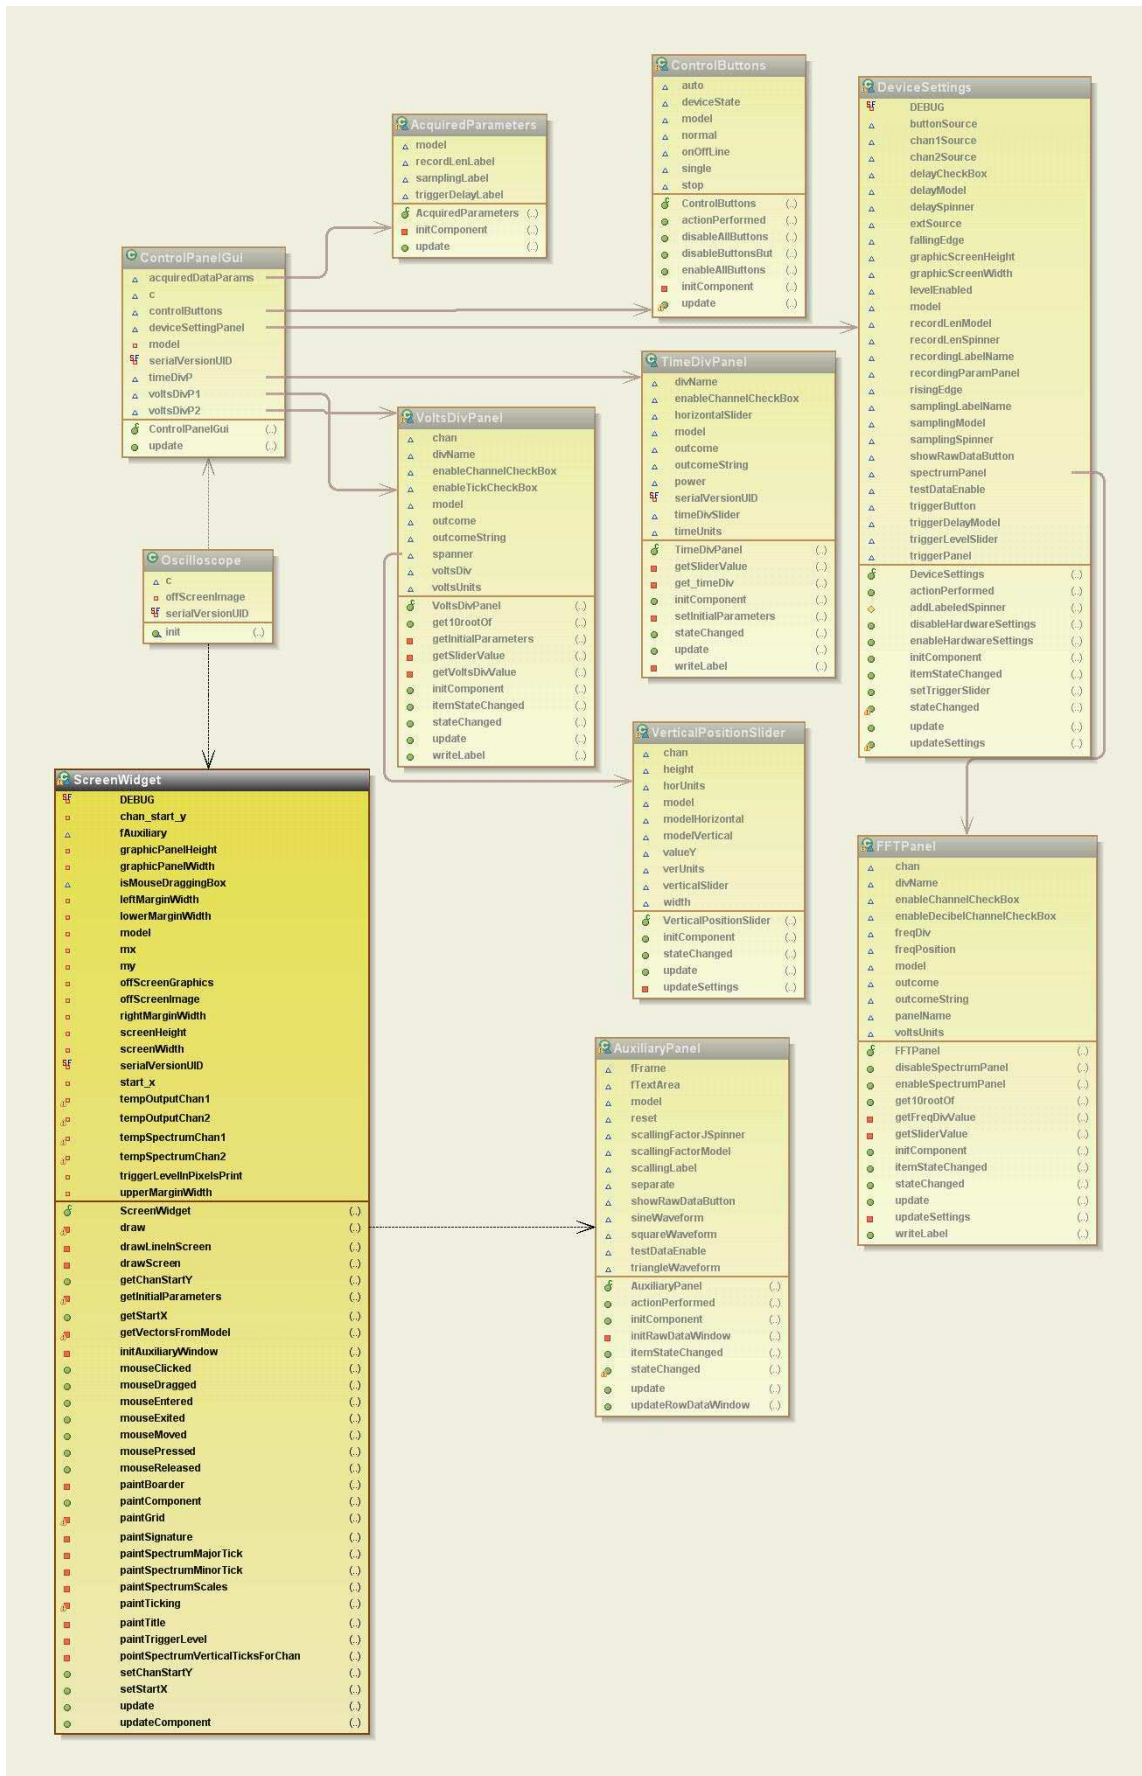 ControlButtons
auto
deviceState
model
normal
onOffLine
single
stop
ControlButtons (..)
actionPerformed (..)
disableAllButtons (..)
disableButtonsBut (..)
enableAllButtons (..)
initComponent (..)
update (..)
DeviceSettings
DEBUG
buttonSource
chan1Source
chan2Source
delayCheckBox
delayModel
delaySpinner
extSource
fallingEdge
graphicScreenHeight
graphicScreenWidth
levelEnabled
model
recordLenModel
recordLenSpinner
recordingLabelName
recordingParamPanel
risingEdge
samplingLabelName
samplingModel
samplingSpinner
showRawDataButton
spectrumPanel
testDataEnable
triggerButton
triggerDelayModel
triggerLevelSlider
triggerPanel
DeviceSettings (..)
actionPerformed (..)
addLabeledSpinner (..)
disableHardwareSettings (..)
enableHardwareSettings (..)
initComponent (..)
itemStateChanged (..)
setTriggerSlider (..)
stateChanged (..)
update (..)
updateSettings (..)
AcquiredParameters
model
recordLenLabel
samplingLabel
triggerDelayLabel
AcquiredParameters (..)
initComponent (..)
update (..)
ControlPanelGui
acquiredDataParams
c
controlButtons
deviceSettingPanel
model
serialVersionUID
timeDivP
voltsDivP1
voltsDivP2
ControlPanelGui (..)
update (..)
TimeDivPanel
divName
enableChannelCheckBox
horizontalSlider
model
outcome
outcomeString
power
serialVersionUID
timeDivSlider
timeUnits
TimeDivPanel (..)
getSliderValue (..)
get_timeDiv (..)
initComponent (..)
setInitialParameters (..)
stateChanged (..)
update (..)
writeLabel (..)
VoltsDivPanel
chan
divName
enableChannelCheckBox
enableTickCheckBox
model
outcome
outcomeString
spanner
voltsDiv
voltsUnits
VoltsDivPanel (..)
get10rootOf (..)
getInitialParameters (..)
getSliderValue (..)
getVoltsDivValue (..)
initComponent (..)
itemStateChanged (..)
stateChanged (..)
update (..)
writeLabel (..)
Oscilloscope
c
offScreenImage
serialVersionUID
init (..)
VerticalPositionSlider
chan
height
horUnits
model
modelHorizontal
modelVertical
valueY
verUnits
verticalSlider
width
VerticalPositionSlider (..)
initComponent (..)
stateChanged (..)
update (..)
updateSettings (..)
ScreenWidget
DEBUG
chan_start_y
fAuxiliary
graphicPanelHeight
graphicPanelWidth
isMouseDraggingBox
leftMarginWidth
lowerMarginWidth
model
mx
my
offScreenGraphics
offScreenImage
rightMarginWidth
screenHeight
screenWidth
serialVersionUID
start_x
tempOutputChan1
tempOutputChan2
tempSpectrumChan1
tempSpectrumChan2
triggerLevelInPixelsPrint
upperMarginWidth
ScreenWidget (..)
draw (..)
drawLineInScreen (..)
drawScreen (..)
getChanStartY (..)
getInitialParameters (..)
getStartX (..)
getVectorsFromModel (..)
initAuxiliaryWindow (..)
mouseClicked (..)
mouseDragged (..)
mouseEntered (..)
mouseExited (..)
mouseMoved (..)
mousePressed (..)
mouseReleased (..)
paintBoarder (..)
paintComponent (..)
paintGrid (..)
paintSignature (..)
paintSpectrumMajorTick (..)
paintSpectrumMinorTick (..)
paintSpectrumScales (..)
paintTicking (..)
paintTitle (..)
paintTriggerLevel (..)
pointSpectrumVerticalTicksForChan (..)
setChanStartY (..)
setStartX (..)
update (..)
updateComponent (..)
FFTPanel
chan
divName
enableChannelCheckBox
enableDecibelChannelCheckBox
freqDiv
freqPosition
model
outcome
outcomeString
panelName
voltsUnits
FFTPanel (..)
disableSpectrumPanel (..)
enableSpectrumPanel (..)
get10rootOf (..)
getFreqDivValue (..)
getSliderValue (..)
initComponent (..)
itemStateChanged (..)
stateChanged (..)
update (..)
updateSettings (..)
writeLabel (..)
AuxiliaryPanel
fFrame
fTextArea
model
reset
scallingFactorJSpinner
scallingFactorModel
scallingLabel
separate
showRawDataButton
sineWaveform
squareWaveform
testDataEnable
triangleWaveform
AuxiliaryPanel (..)
actionPerformed (..)
initComponent (..)
initRawDataWindow (..)
itemStateChanged (..)
stateChanged (..)
update (..)
updateRowDataWindow (..)